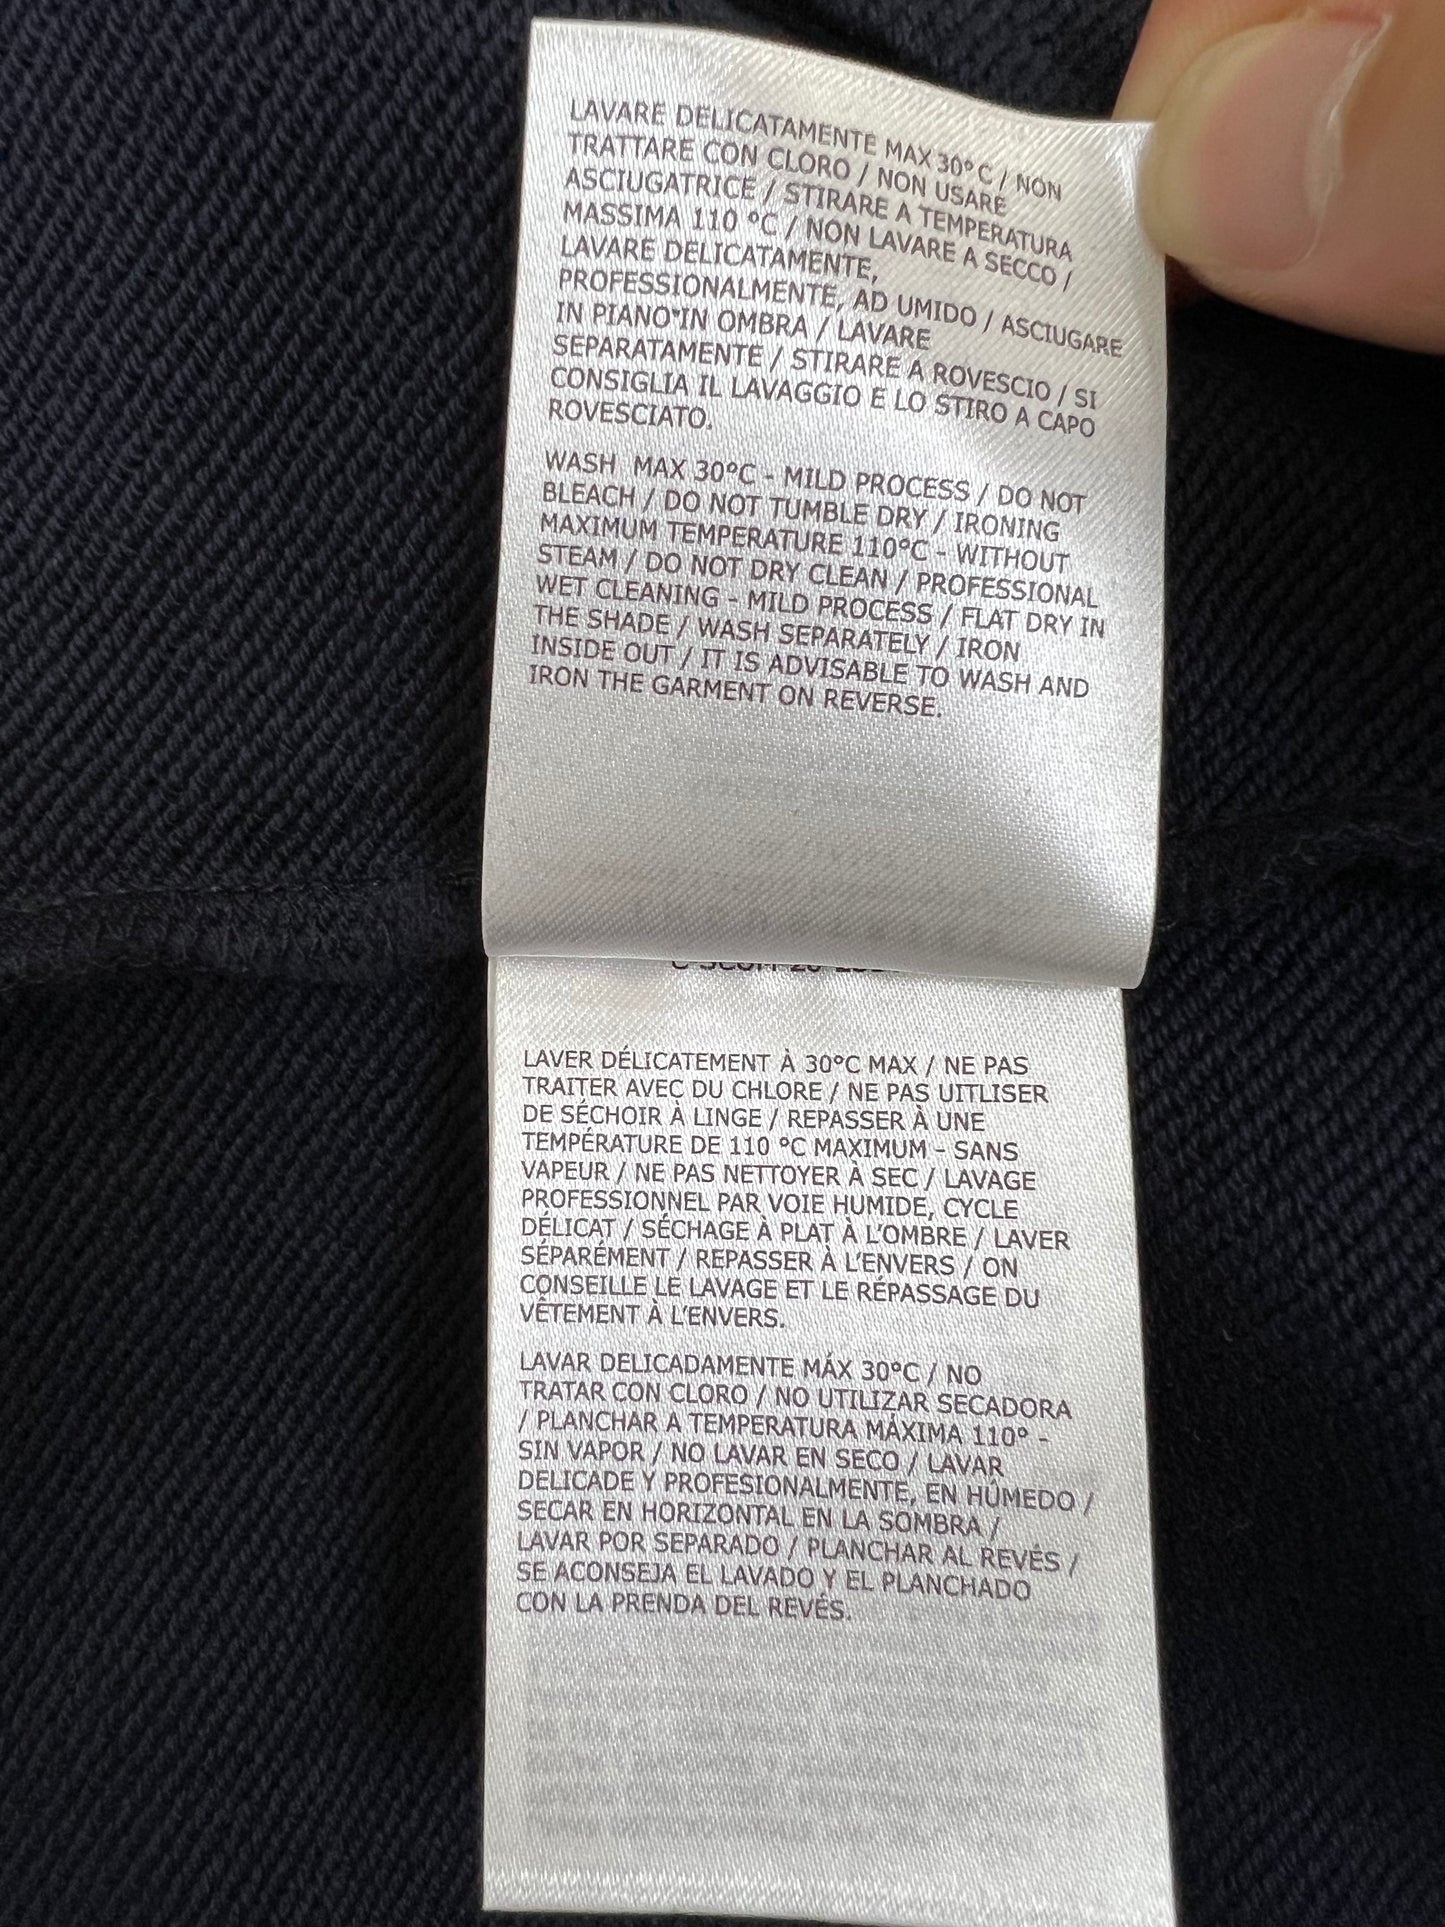 LAVARE DELICATAMENTE MAX 30°C / NON
TRATTARE CON CLORO / NON USARE
ASCIUGATRICE / STIRARE A TEMPERATURA
MASSIMA 110 °C / NON LAVARE A SECCO /
LAVARE DELICATAMENTE,
PROFESSIONALMENTE, AD UMIDO / ASCIUGARE
IN PIANO IN OMBRA / LAVARE
SEPARATAMENTE / STIRARE A ROVESCIO / SI
CONSIGLIA IL LAVAGGIO E LO STIRO A CAPO
ROVESCIATO.
WASH MAX 30°C - MILD PROCESS / DO NOT
BLEACH / DO NOT TUMBLE DRY / IRONING
MAXIMUM TEMPERATURE 110°C - WITHOUT
STEAM / DO NOT DRY CLEAN / PROFESSIONAL
WET CLEANING - MILD PROCESS / FLAT DRY IN
THE SHADE / WASH SEPARATELY / IRON
INSIDE OUT / IT IS ADVISABLE TO WASH AND
IRON THE GARMENT ON REVERSE.
LAVER DÉLICATEMENT À 30°C MAX / NE PAS
TRAITER AVEC DU CHLORE / NE PAS UITLISER
DE SÉCHOIR À LINGE / REPASSER À UNE
TEMPÉRATURE DE 110 °C MAXIMUM - SANS
VAPEUR / NE PAS NETTOYER À SEC / LAVAGE
PROFESSIONNEL PAR VOIE HUMIDE, CYCLE
DÉLICAT / SÉCHAGE À PLAT À L'OMBRE / LAVER
SÉPARÉMENT / REPASSER À L'ENVERS / ON
CONSEILLE LE LAVAGE ET LE RÉPASSAGE DU
VÊTEMENT À L'ENVERS.
LAVAR DELICADAMENTE MÁX 30°C / NO
TRATAR CON CLORO / NO UTILIZAR SECADORA
/ PLANCHAR A TEMPERATURA MÁXIMA 110° -
SIN VAPOR / NO LAVAR EN SECO / LAVAR
DELICADE Y PROFESIONALMENTE, EN HÚMEDO /
SECAR EN HORIZONTAL EN LA SOMBRA /
LAVAR POR SEPARADO / PLANCHAR AL REVÉS /
SE ACONSEJA EL LAVADO Y EL PLANCHADO
CON LA PRENDA DEL REVÉS.